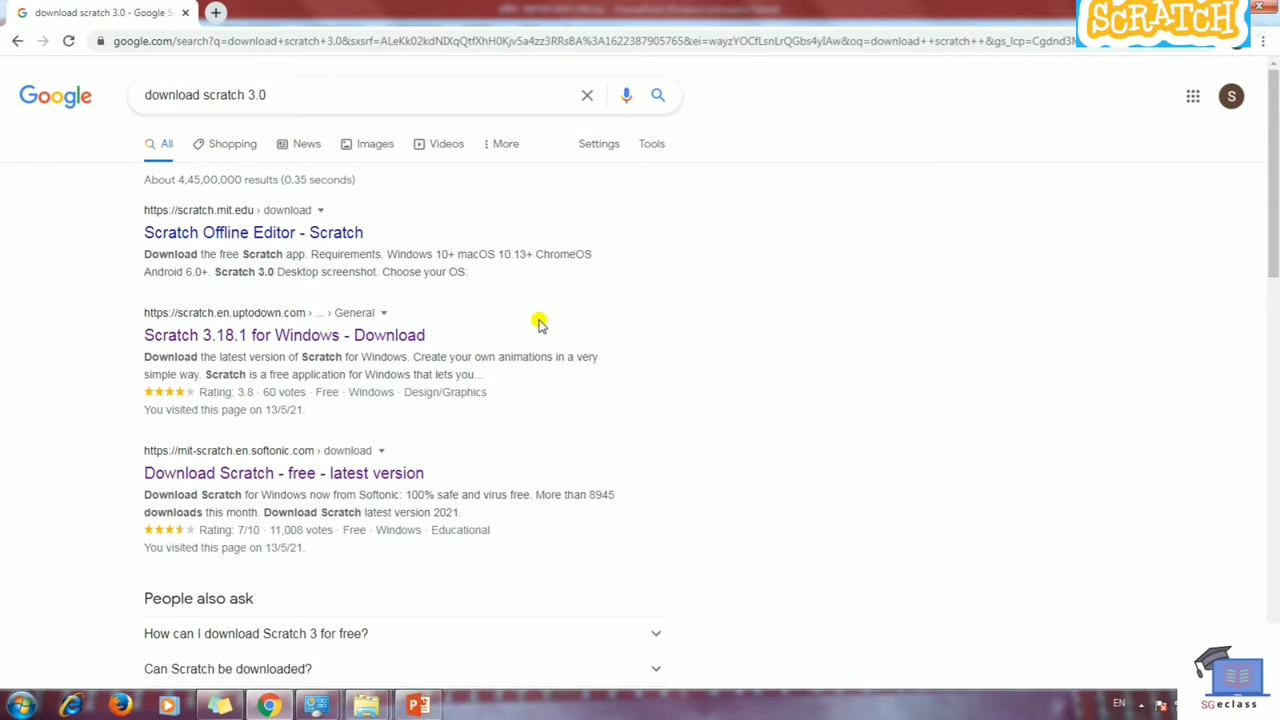 download scratch 3.0 - Google S
SCRATCH
google.com/search?q=download+scratch+3.0&sxsrf=ALeKk02kdNIXqQtfXhH0Kjv5a4zz3RRsBA%3A1622387905765&ei=wayzYOCfLsnLrQGbs4yIAw&oq=download++scratch++&gs_lcp=Cgdnd3M
Google
download scratch 3.0
S
All
Shopping
News
Images
Videos
More
Settings
Tools
About 4,45,00,000 results (0.35 seconds)
https://scratch.mit.edu › download
Scratch Offline Editor - Scratch
Download the free Scratch app. Requirements. Windows 10+ macOS 10.13+ ChromeOS
Android 6.0+. Scratch 3.0 Desktop screenshot. Choose your OS:
https://scratch.en.uptodown.com › ... › General
Scratch 3.18.1 for Windows - Download
Download the latest version of Scratch for Windows. Create your own animations in a very
simple way. Scratch is a free application for Windows that lets you...
Rating: 3.8 · 60 votes · Free · Windows · Design/Graphics
You visited this page on 13/5/21.
https://mit-scratch.en.softonic.com › download
Download Scratch - free - latest version
Download Scratch for Windows now from Softonic: 100% safe and virus free. More than 8945
downloads this month. Download Scratch latest version 2021.
Rating: 7/10 · 11,008 votes · Free · Windows · Educational
You visited this page on 13/5/21.
People also ask
How can I download Scratch 3 for free?
Can Scratch be downloaded?
EN
SGeclass